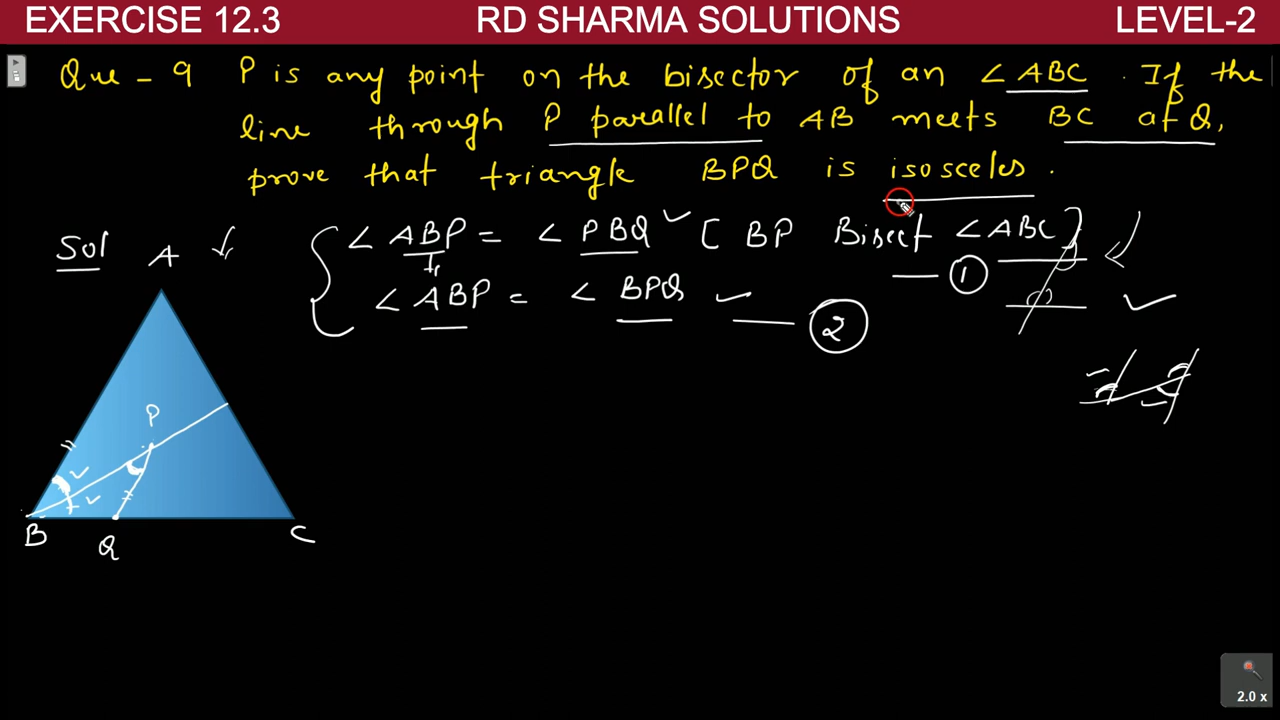 EXERCISE 12.3 RD SHARMA SOLUTIONS LEVEL-2
Que - 9 P is any point on the bisector of an ∠ ABC . If the
line through P parallel to AB meets BC at Q,
prove that triangle BPQ is isosceles .
Sol A ∠ ABP = ∠ PBQ ✓ [ BP Bisect ∠ ABC ]
— ①
∠ ABP = ∠ BPQ ✓ — ②
P
B Q C
2.0 x